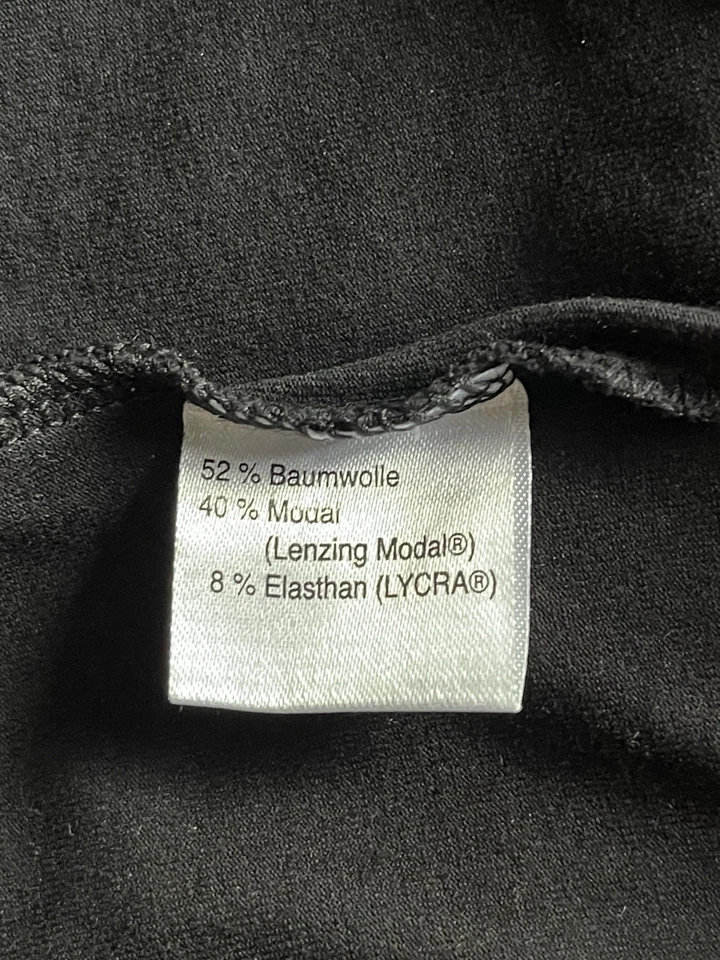 52 % Baumwolle
40 % Modal
(Lenzing Modal®)
8 % Elasthan (LYCRA®)